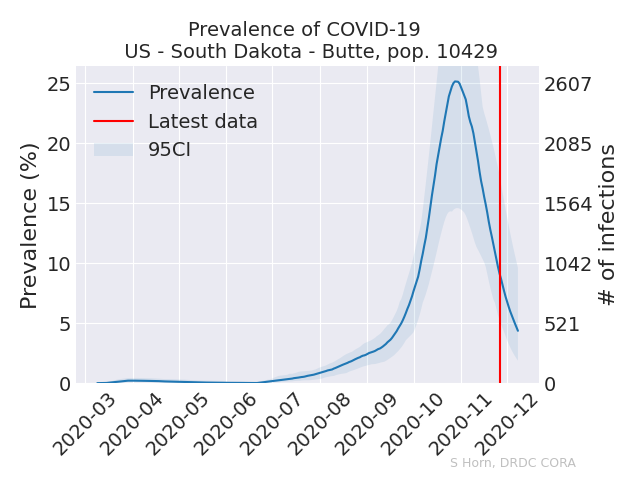 Prevalence of COVID-19
US - South Dakota - Butte, pop. 10429
Prevalence
Latest data
95CI
Prevalence (%)
25
20
15
10
5
0
2607
2085
1564
1042
521
0
# of infections
2020-03
2020-04
2020-05
2020-06
2020-07
2020-08
2020-09
2020-10
2020-11
2020-12
S Horn, DRDC CORA